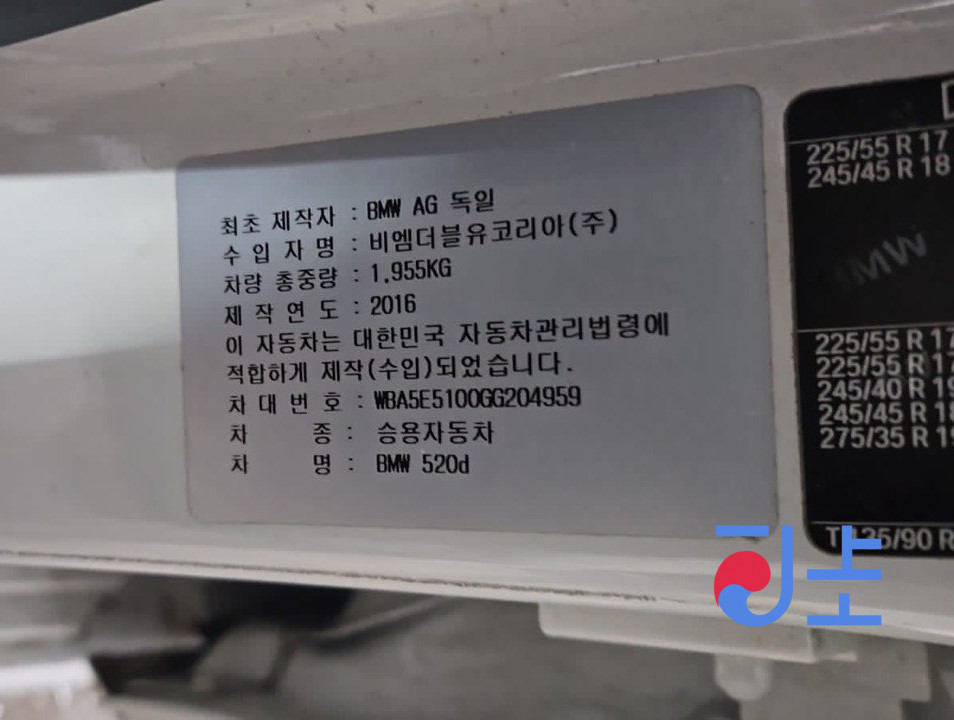 최초 제작자 : BMW AG 독일
수 입 자 명 : 비엠더블유코리아(주)
차량 총중량 : 1,955KG
제 작 연 도 : 2016
이 자동차는 대한민국 자동차관리법령에
적합하게 제작(수입)되었습니다.
차 대 번 호 : WBA5E5100GG204959
차 종 : 승용자동차
차 명 : BMW 520d
225/55 R 17
245/45 R 18
BMW
225/55 R 17
225/55 R 17
245/40 R 19
245/45 R 18
275/35 R 19